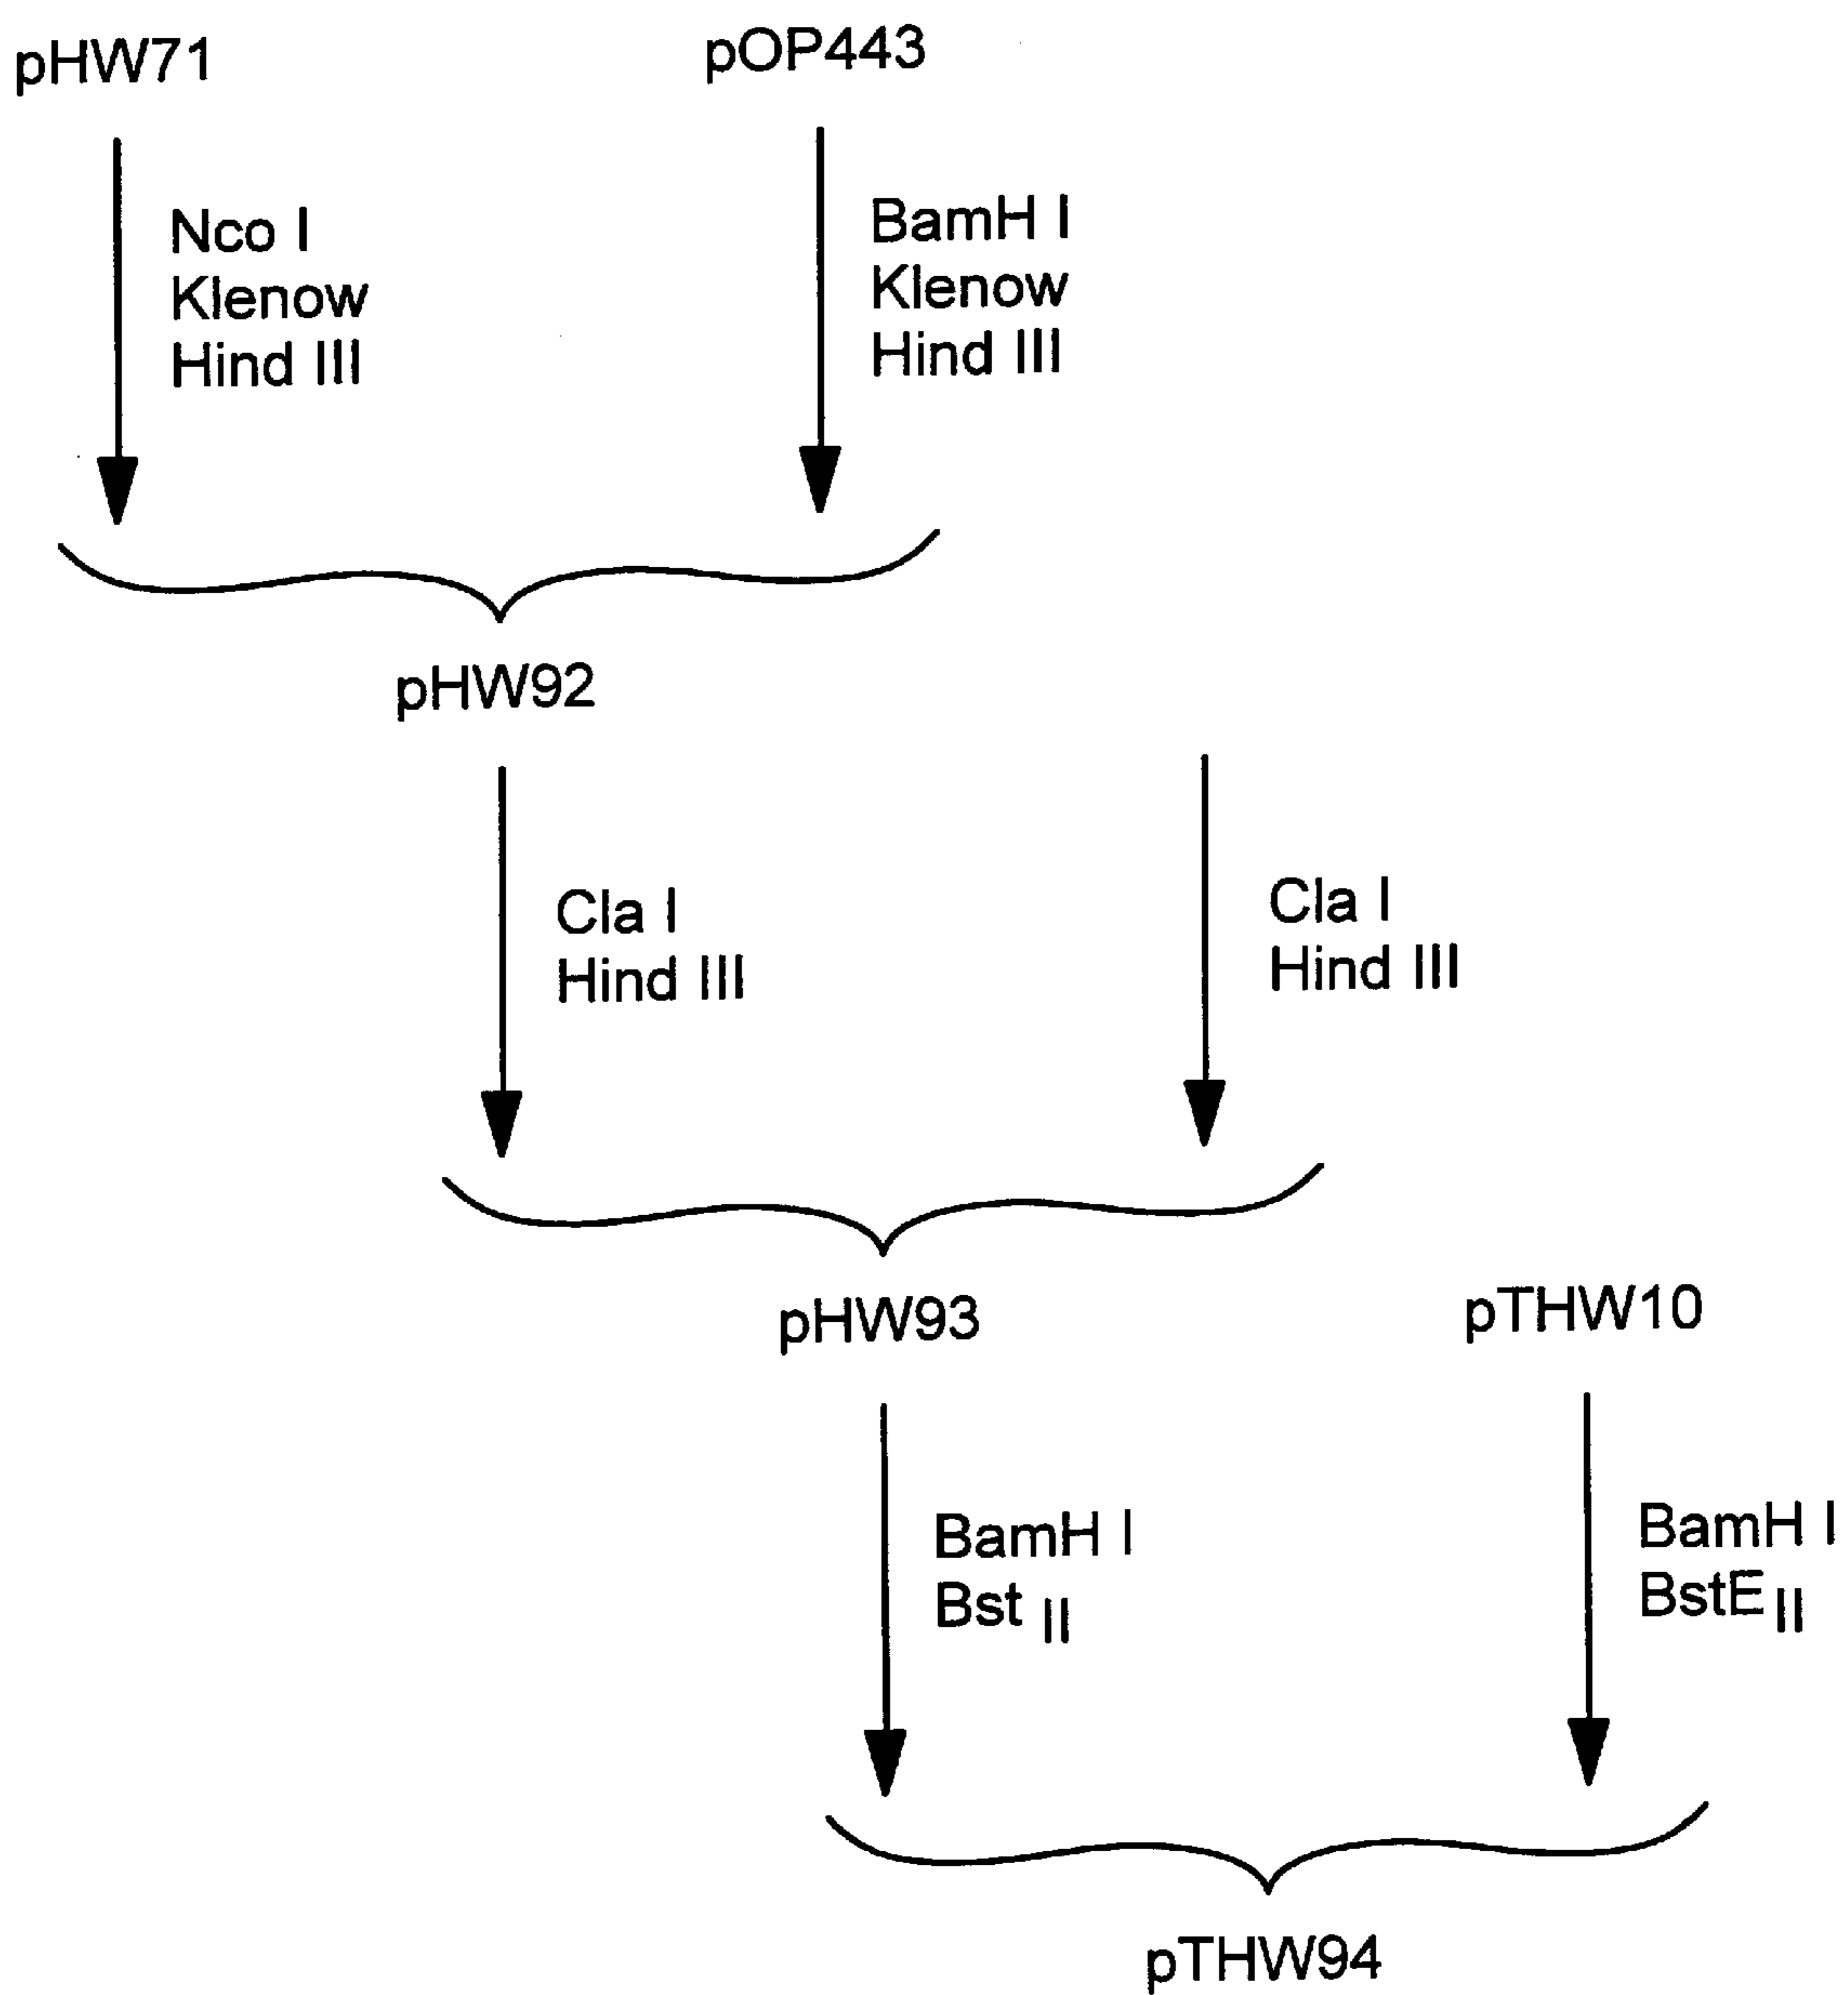 pHW71
pOP443
Nco I
Klenow
Hind III
BamH I
Klenow
Hind III
pHW92
Cla I
Hind III
Cla I
Hind III
pHW93
pTHW10
BamH I
Bst II
BamH I
BstE II
pTHW94